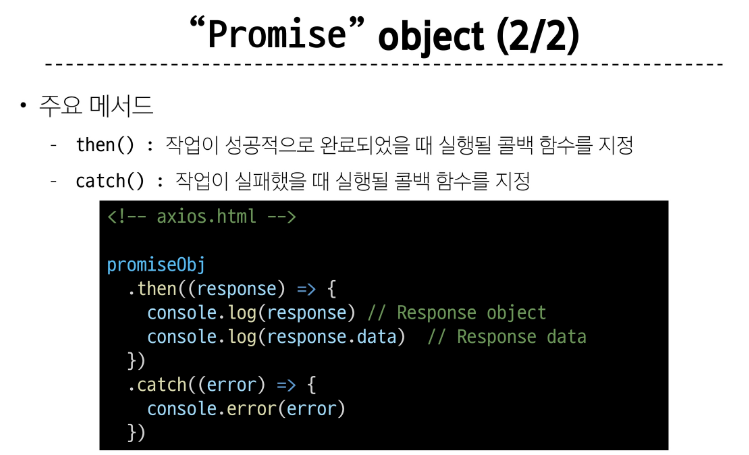 “Promise” object (2/2)
• 주요 메서드
- then() : 작업이 성공적으로 완료되었을 때 실행될 콜백 함수를 지정
- catch() : 작업이 실패했을 때 실행될 콜백 함수를 지정
<!-- axios.html -->
promiseObj
  .then((response) => {
    console.log(response) // Response object
    console.log(response.data)  // Response data
  })
  .catch((error) => {
    console.error(error)
  })